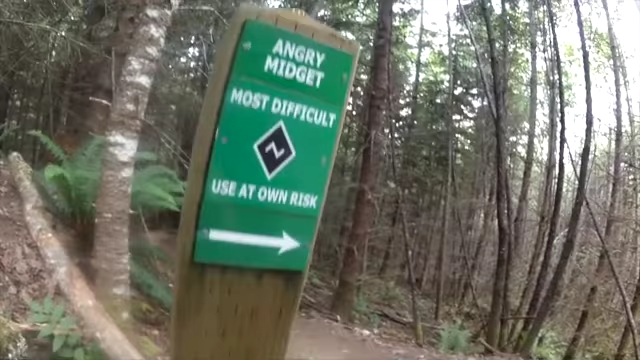 ANGRY
MIDGET
MOST DIFFICULT
USE AT OWN RISK